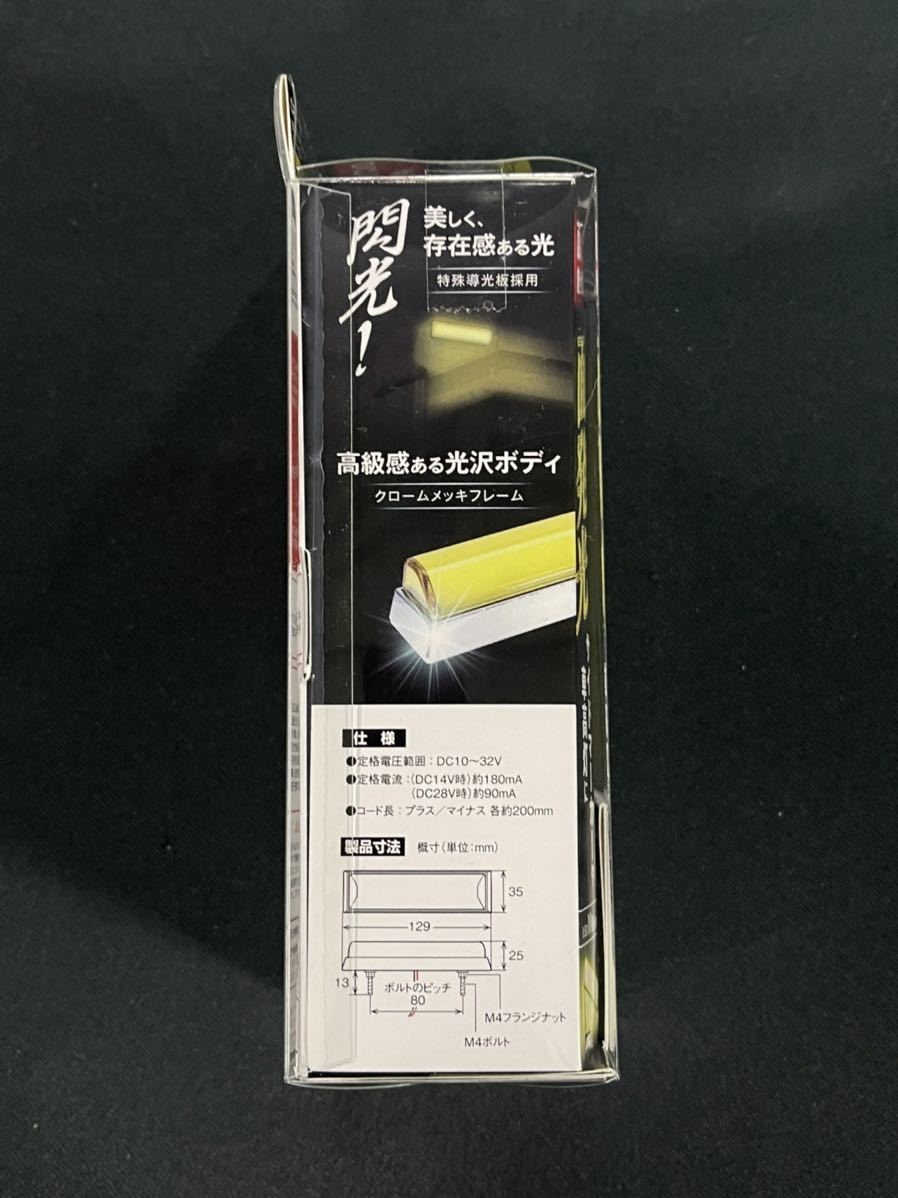 閃光!
美しく、
存在感ある光
特殊導光板採用
高級感ある光沢ボディ
クロームメッキフレーム
仕様
●定格電圧範囲:DC10〜32V
●定格電流:(DC14V時)約180mA
(DC28V時)約90mA
●コード長:プラス/マイナス 各約200mm
製品寸法 概寸(単位:mm)
35
129
25
13
ボルトのピッチ
80
M4フランジナット
M4ボルト